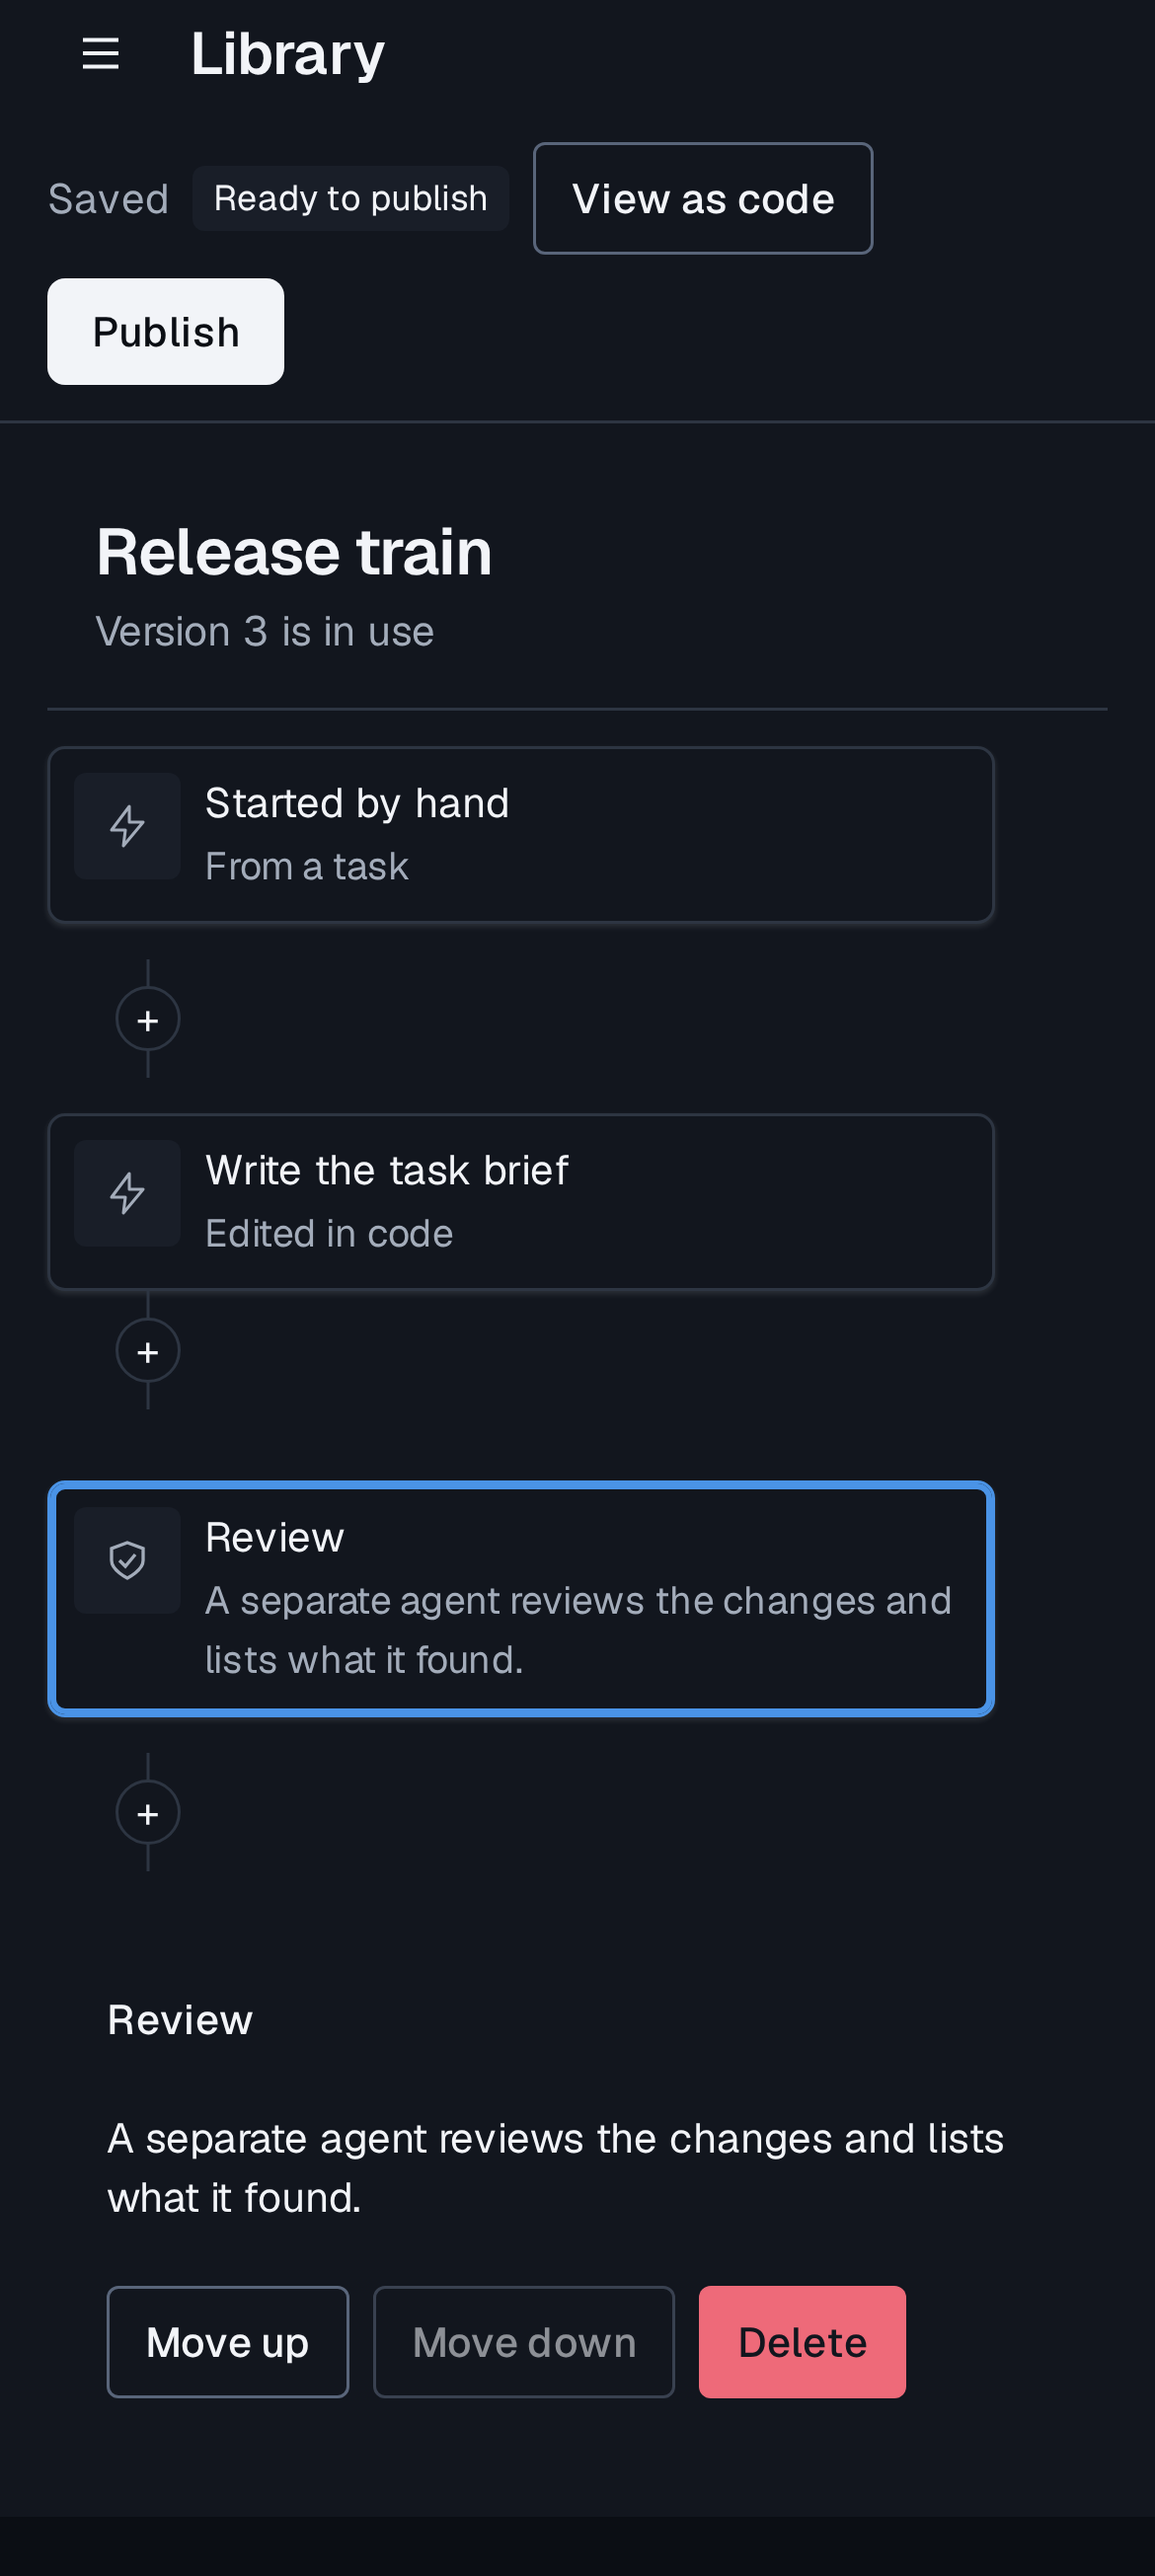 Library
Saved
Ready to publish
View as code
Publish
Release train
Version 3 is in use
Started by hand
From a task
+
Write the task brief
Edited in code
+
Review
A separate agent reviews the changes and
lists what it found.
+
Review
A separate agent reviews the changes and lists
what it found.
Move up
Move down
Delete